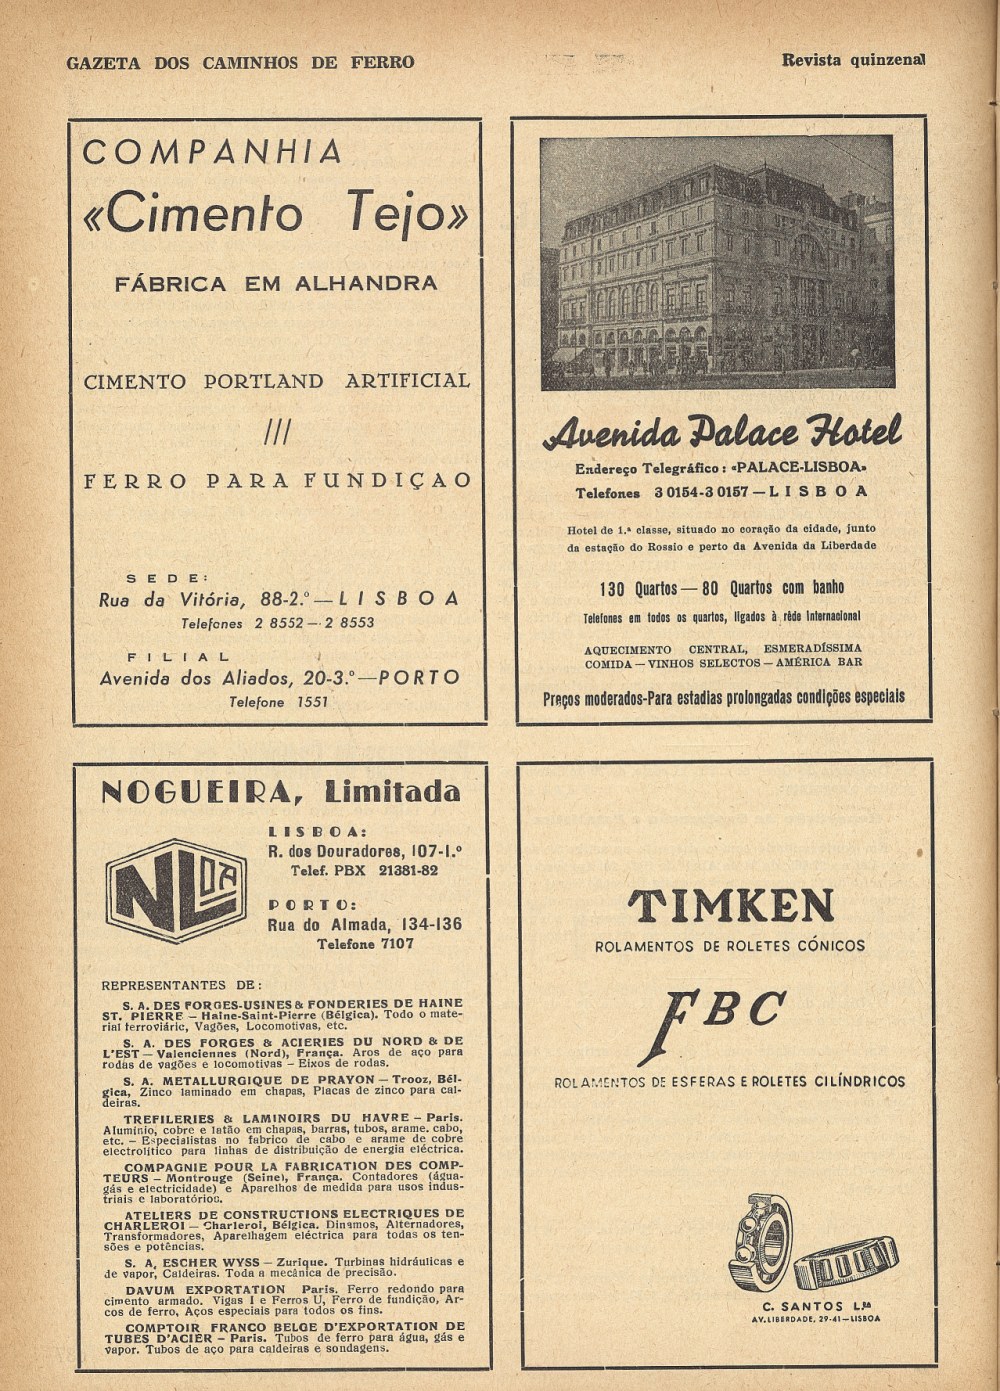 GAZETA DOS CAMINHOS DE FERRO
Revista quinzenal
COMPANHIA
«Cimento Tejo»
FÁBRICA EM ALHANDRA
CIMENTO PORTLAND ARTIFICIAL
///
FERRO PARA FUNDIÇAO
SEDE:
Rua da Vitória, 88-2.º — LISBOA
Telefones 2 8552 — 2 8553
FILIAL
Avenida dos Aliados, 20-3.º — PORTO
Telefone 1551
Avenida Palace Hotel
Endereço Telegráfico: «PALACE-LISBOA»
Telefones 3 0154-3 0157 — LISBOA
Hotel de 1.ª classe, situado no coração da cidade, junto
da estação do Rossio e perto da Avenida da Liberdade
130 Quartos — 80 Quartos com banho
Telefones em todos os quartos, ligados à rêde Internacional
AQUECIMENTO CENTRAL, ESMERADÍSSIMA
COMIDA — VINHOS SELECTOS — AMÉRICA BAR
Preços moderados-Para estadias prolongadas condições especiais
NOGUEIRA, Limitada
NLDA
LISBOA:
R. dos Douradores, 107-1.º
Telef. PBX 21381-82
PORTO:
Rua do Almada, 134-136
Telefone 7107
REPRESENTANTES DE:
S. A. DES FORGES-USINES & FONDERIES DE HAINE
ST. PIERRE — Haine-Saint-Pierre (Bélgica). Todo o mate-
rial ferroviáric, Vagões, Locomotivas, etc.
S. A. DES FORGES & ACIERIES DU NORD & DE
L'EST — Valenciennes (Nord), França. Aros de aço para
rodas de vagões e locomotivas — Eixos de rodas.
S. A. METALLURGIQUE DE PRAYON — Trooz, Bél-
gica, Zinco laminado em chapas, Placas de zinco para cal-
deiras.
TREFILERIES & LAMINOIRS DU HAVRE — Paris.
Alumínio, cobre e latão em chapas, barras, tubos, arame. cabo,
etc. — Especialistas no fabrico de cabo e arame de cobre
electrolítico para linhas de distribuição de energia eléctrica.
COMPAGNIE POUR LA FABRICATION DES COMP-
TEURS — Montrouge (Seine), França. Contadores (água-
gás e electricidade) e Aparelhos de medida para usos indus-
triais e laboratórios.
ATELIERS DE CONSTRUCTIONS ELECTRIQUES DE
CHARLEROI — Charleroi, Bélgica. Dinamos, Alternadores,
Transformadores, Aparelhagem eléctrica para todas os ten-
sões e potências.
S. A, ESCHER WYSS — Zurique. Turbinas hidráulicas e
de vapor, Caldeiras. Toda a mecânica de precisão.
DAVUM EXPORTATION Paris. Ferro redondo para
cimento armado. Vigas I e Ferros U, Ferro de fundição, Ar-
cos de ferro, Aços especiais para todos os fins.
COMPTOIR FRANCO BELGE D'EXPORTATION DE
TUBES D'ACIER — Paris. Tubos de ferro para água, gás e
vapor. Tubos de aço para caldeiras e sondagens.
TIMKEN
ROLAMENTOS DE ROLETES CÓNICOS
FBC
ROLAMENTOS DE ESFERAS E ROLETES CILÍNDRICOS
C. SANTOS L.DA
AV. LIBERDADE, 29-41 — LISBOA